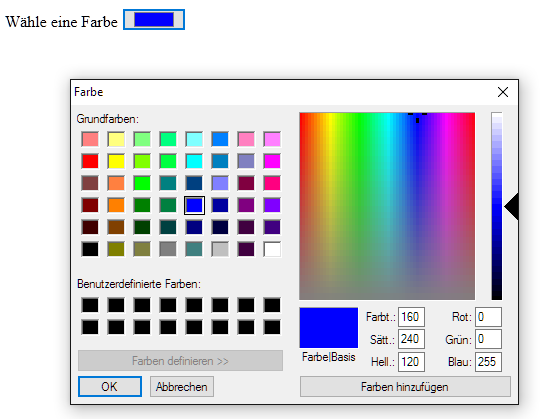 Wähle eine Farbe
Farbe
Grundfarben:
Benutzerdefinierte Farben:
Farben definieren >>
OK
Abbrechen
Farbe|Basis
Farbt.: 160
Sätt.: 240
Hell.: 120
Rot: 0
Grün: 0
Blau: 255
Farben hinzufügen